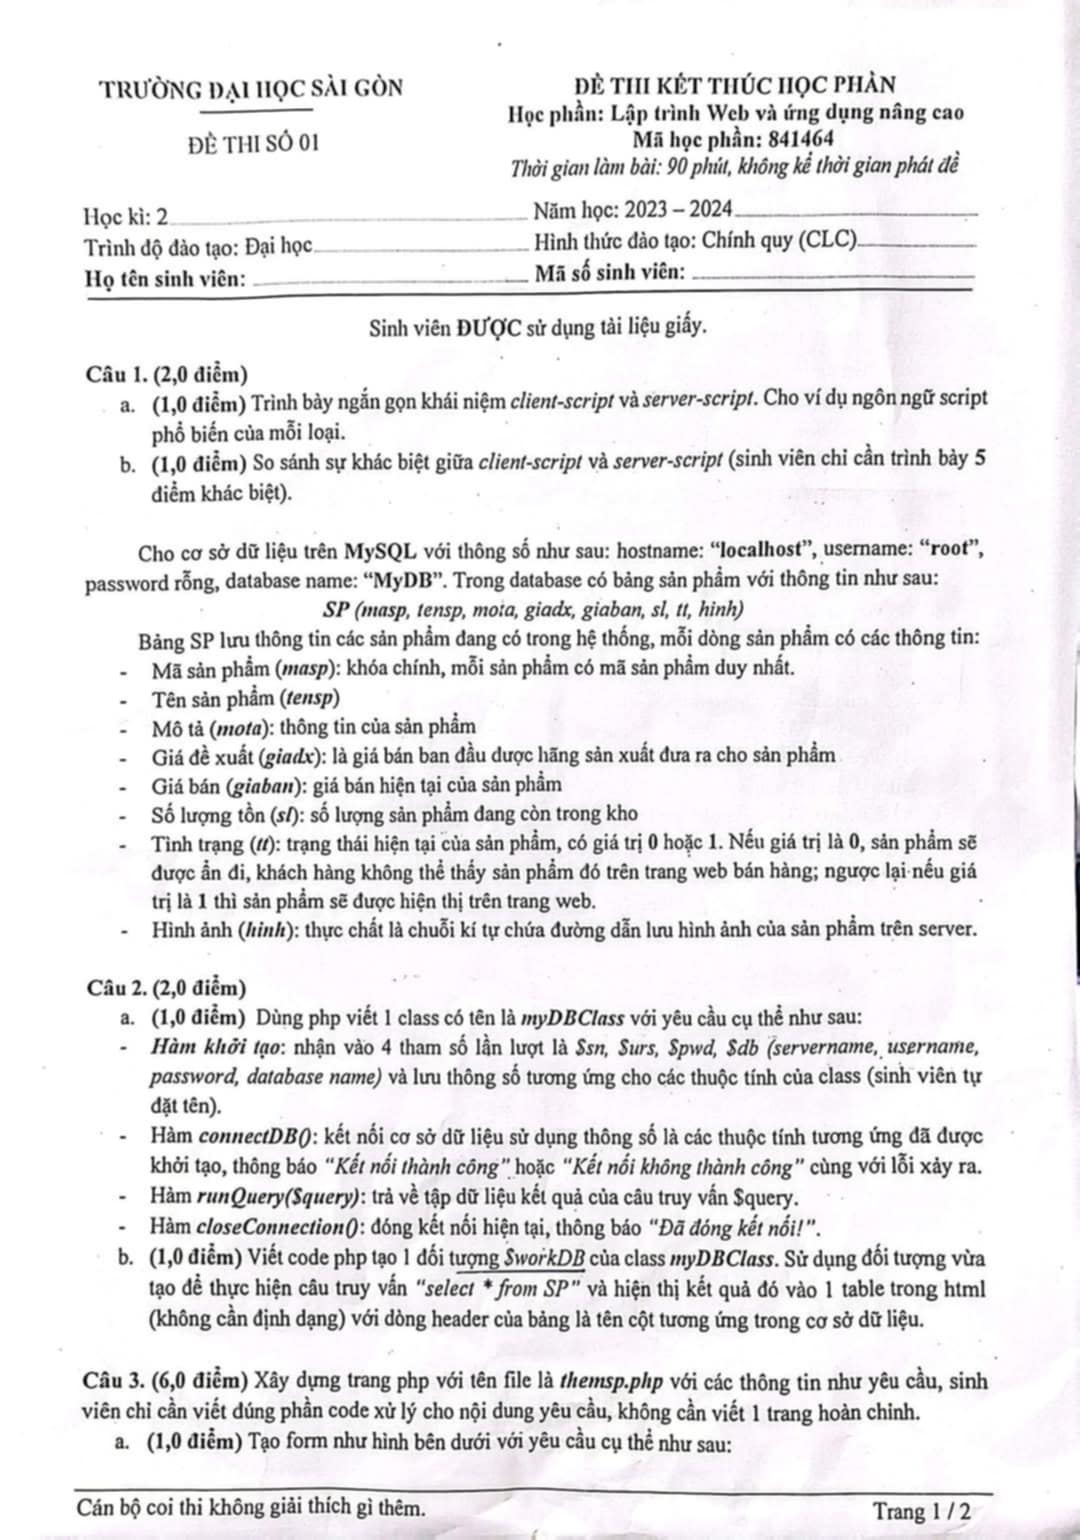 TRƯỜNG ĐẠI HỌC SÀI GÒN
ĐỀ THI SỐ 01
ĐỀ THI KẾT THÚC HỌC PHẦN
Học phần: Lập trình Web và ứng dụng nâng cao
Mã học phần: 841464
Thời gian làm bài: 90 phút, không kể thời gian phát đề
Học kì: 2 Năm học: 2023 – 2024
Trình độ đào tạo: Đại học Hình thức đào tạo: Chính quy (CLC)
Họ tên sinh viên: Mã số sinh viên:
Sinh viên ĐƯỢC sử dụng tài liệu giấy.
Câu 1. (2,0 điểm)
a. (1,0 điểm) Trình bày ngắn gọn khái niệm client-script và server-script. Cho ví dụ ngôn ngữ script
phổ biến của mỗi loại.
b. (1,0 điểm) So sánh sự khác biệt giữa client-script và server-script (sinh viên chỉ cần trình bày 5
điểm khác biệt).
Cho cơ sở dữ liệu trên MySQL với thông số như sau: hostname: “localhost”, username: “root”,
password rỗng, database name: “MyDB”. Trong database có bảng sản phẩm với thông tin như sau:
SP (masp, tensp, mota, giadx, giaban, sl, tt, hinh)
Bảng SP lưu thông tin các sản phẩm đang có trong hệ thống, mỗi dòng sản phẩm có các thông tin:
- Mã sản phẩm (masp): khóa chính, mỗi sản phẩm có mã sản phẩm duy nhất.
- Tên sản phẩm (tensp)
- Mô tả (mota): thông tin của sản phẩm
- Giá đề xuất (giadx): là giá bán ban đầu được hãng sản xuất đưa ra cho sản phẩm
- Giá bán (giaban): giá bán hiện tại của sản phẩm
- Số lượng tồn (sl): số lượng sản phẩm đang còn trong kho
- Tình trạng (tt): trạng thái hiện tại của sản phẩm, có giá trị 0 hoặc 1. Nếu giá trị là 0, sản phẩm sẽ
được ẩn đi, khách hàng không thể thấy sản phẩm đó trên trang web bán hàng; ngược lại nếu giá
trị là 1 thì sản phẩm sẽ được hiện thị trên trang web.
- Hình ảnh (hinh): thực chất là chuỗi kí tự chứa đường dẫn lưu hình ảnh của sản phẩm trên server.
Câu 2. (2,0 điểm)
a. (1,0 điểm) Dùng php viết 1 class có tên là myDBClass với yêu cầu cụ thể như sau:
- Hàm khởi tạo: nhận vào 4 tham số lần lượt là $sn, $urs, $pwd, $db (servername, username,
password, database name) và lưu thông số tương ứng cho các thuộc tính của class (sinh viên tự
đặt tên).
- Hàm connectDB(): kết nối cơ sở dữ liệu sử dụng thông số là các thuộc tính tương ứng đã được
khởi tạo, thông báo “Kết nối thành công” hoặc “Kết nối không thành công” cùng với lỗi xảy ra.
- Hàm runQuery($query): trả về tập dữ liệu kết quả của câu truy vấn $query.
- Hàm closeConnection(): đóng kết nối hiện tại, thông báo “Đã đóng kết nối!”.
b. (1,0 điểm) Viết code php tạo 1 đối tượng $workDB của class myDBClass. Sử dụng đối tượng vừa
tạo để thực hiện câu truy vấn “select * from SP” và hiện thị kết quả đó vào 1 table trong html
(không cần định dạng) với dòng header của bảng là tên cột tương ứng trong cơ sở dữ liệu.
Câu 3. (6,0 điểm) Xây dựng trang php với tên file là themsp.php với các thông tin như yêu cầu, sinh
viên chỉ cần viết đúng phần code xử lý cho nội dung yêu cầu, không cần viết 1 trang hoàn chỉnh.
a. (1,0 điểm) Tạo form như hình bên dưới với yêu cầu cụ thể như sau:
Cán bộ coi thi không giải thích gì thêm.
Trang 1 / 2